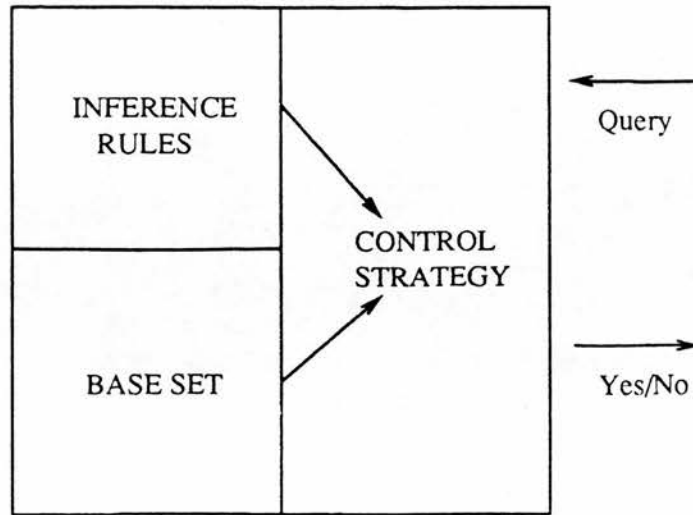 INFERENCE
RULES
Query
CONTROL
STRATEGY
BASE SET
Yes/No